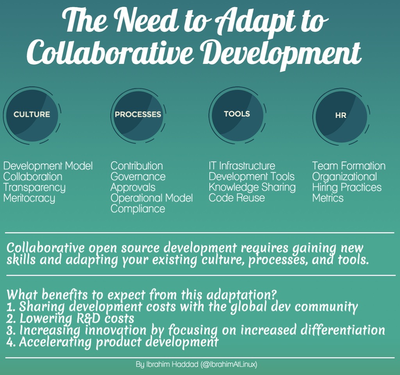 The Need to Adapt to
Collaborative Development
CULTURE
PROCESSES
TOOLS
HR
Development Model
Collaboration
Transparency
Meritocracy
Contribution
Governance
Approvals
Operational Model
Compliance
IT Infrastructure
Development Tools
Knowledge Sharing
Code Reuse
Team Formation
Organizational
Hiring Practices
Metrics
Collaborative open source development requires gaining new
skills and adapting your existing culture, processes, and tools.
What benefits to expect from this adaptation?
1. Sharing development costs with the global dev community
2. Lowering R&D costs
3. Increasing innovation by focusing on increased differentiation
4. Accelerating product development
By Ibrahim Haddad (@IbrahimAtLinux)